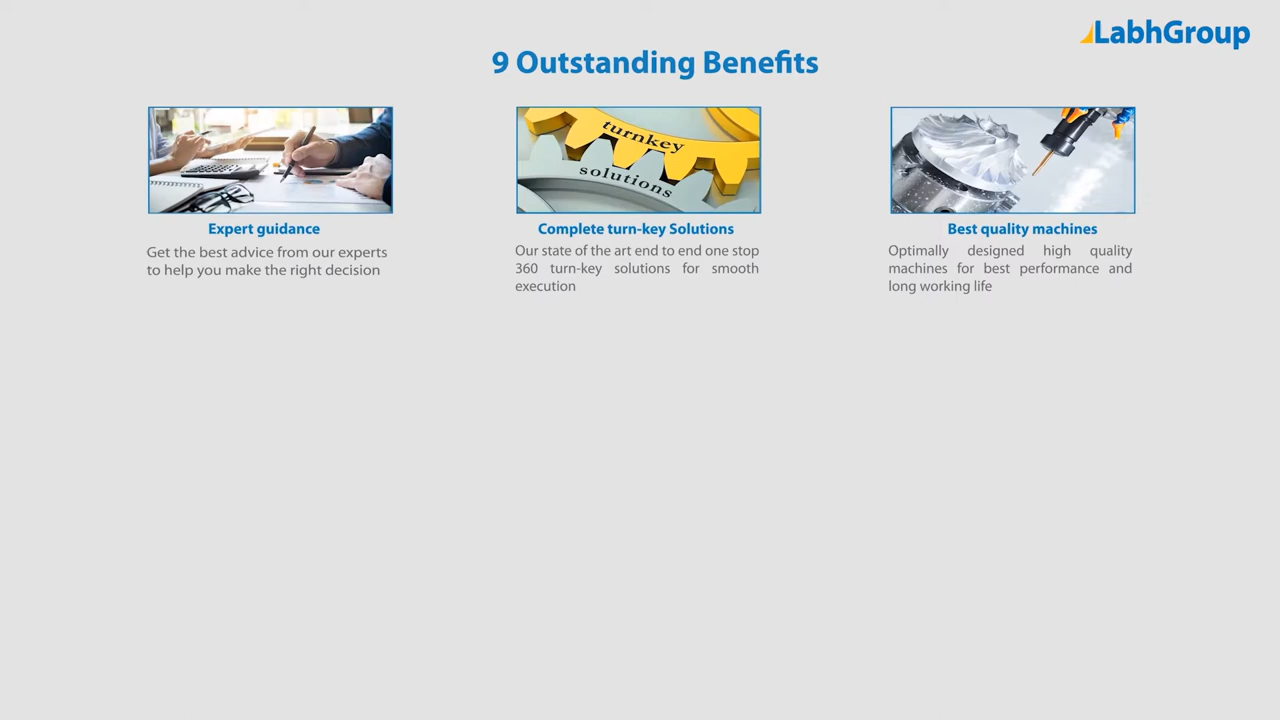 LabhGroup
9 Outstanding Benefits
turnkey
solutions
Expert guidance
Get the best advice from our experts
to help you make the right decision
Complete turn-key Solutions
Our state of the art end to end one stop
360 turn-key solutions for smooth
execution
Best quality machines
Optimally designed high quality
machines for best performance and
long working life